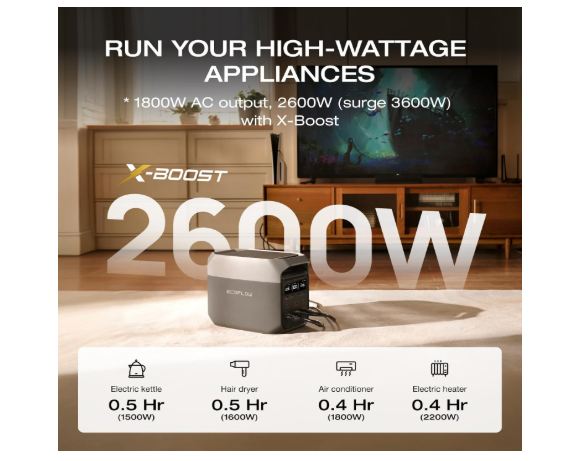 RUN YOUR HIGH-WATTAGE
APPLIANCES
* 1800W AC output, 2600W (surge 3600W)
with X-Boost
X-BOOST
2600W
ECOFLOW
Electric kettle
0.5 Hr
(1500W)
Hair dryer
0.5 Hr
(1600W)
Air conditioner
0.4 Hr
(1800W)
Electric heater
0.4 Hr
(2200W)